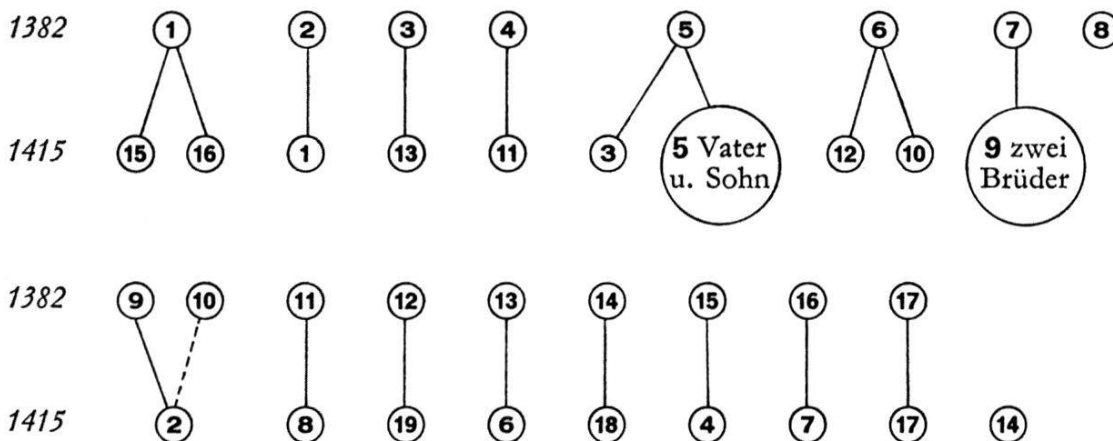 1382 1 2 3 4 5 6 7 8
1415 15 16 1 13 11 3 5 Vater 12 10 9 zwei
u. Sohn Brüder
1382 9 10 11 12 13 14 15 16 17
1415 2 8 19 6 18 4 7 17 14